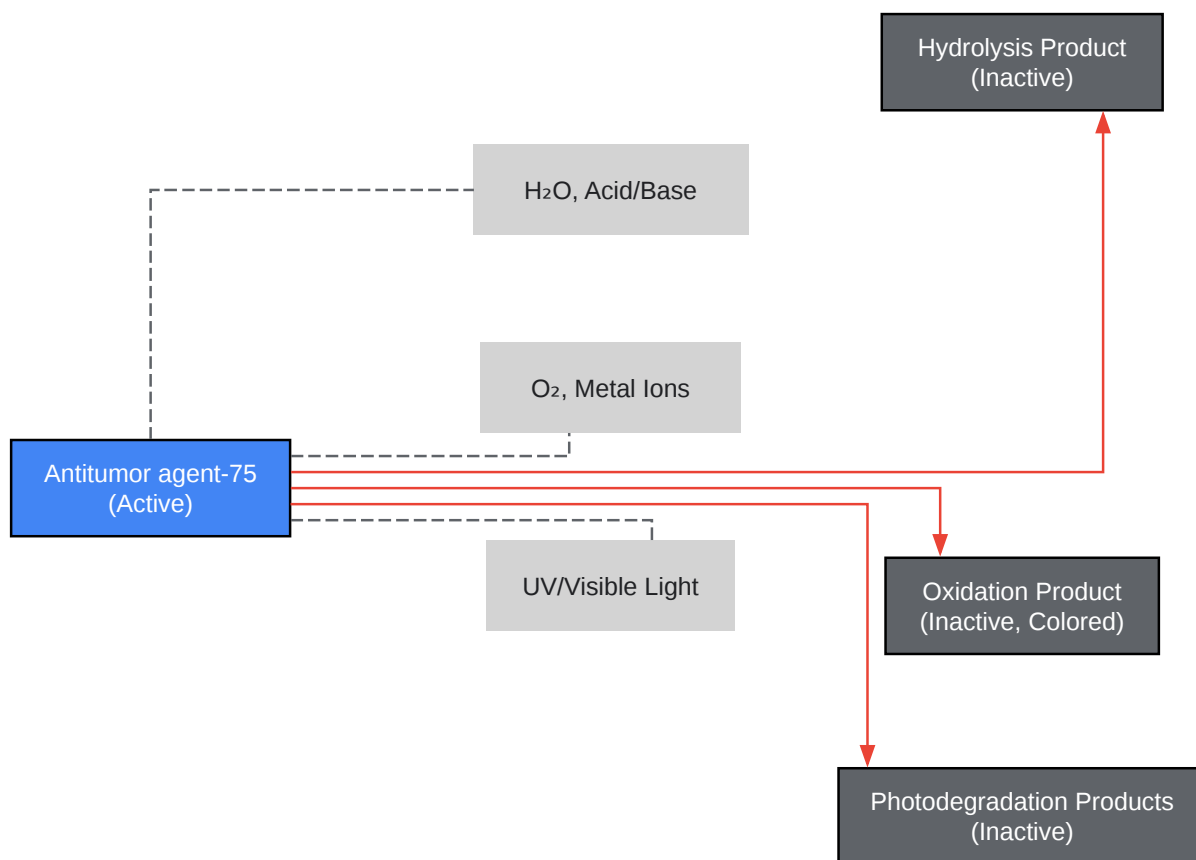 Hydrolysis Product
(Inactive)
H₂O, Acid/Base
O₂, Metal Ions
Antitumor agent-75
(Active)
UV/Visible Light
Oxidation Product
(Inactive, Colored)
Photodegradation Products
(Inactive)